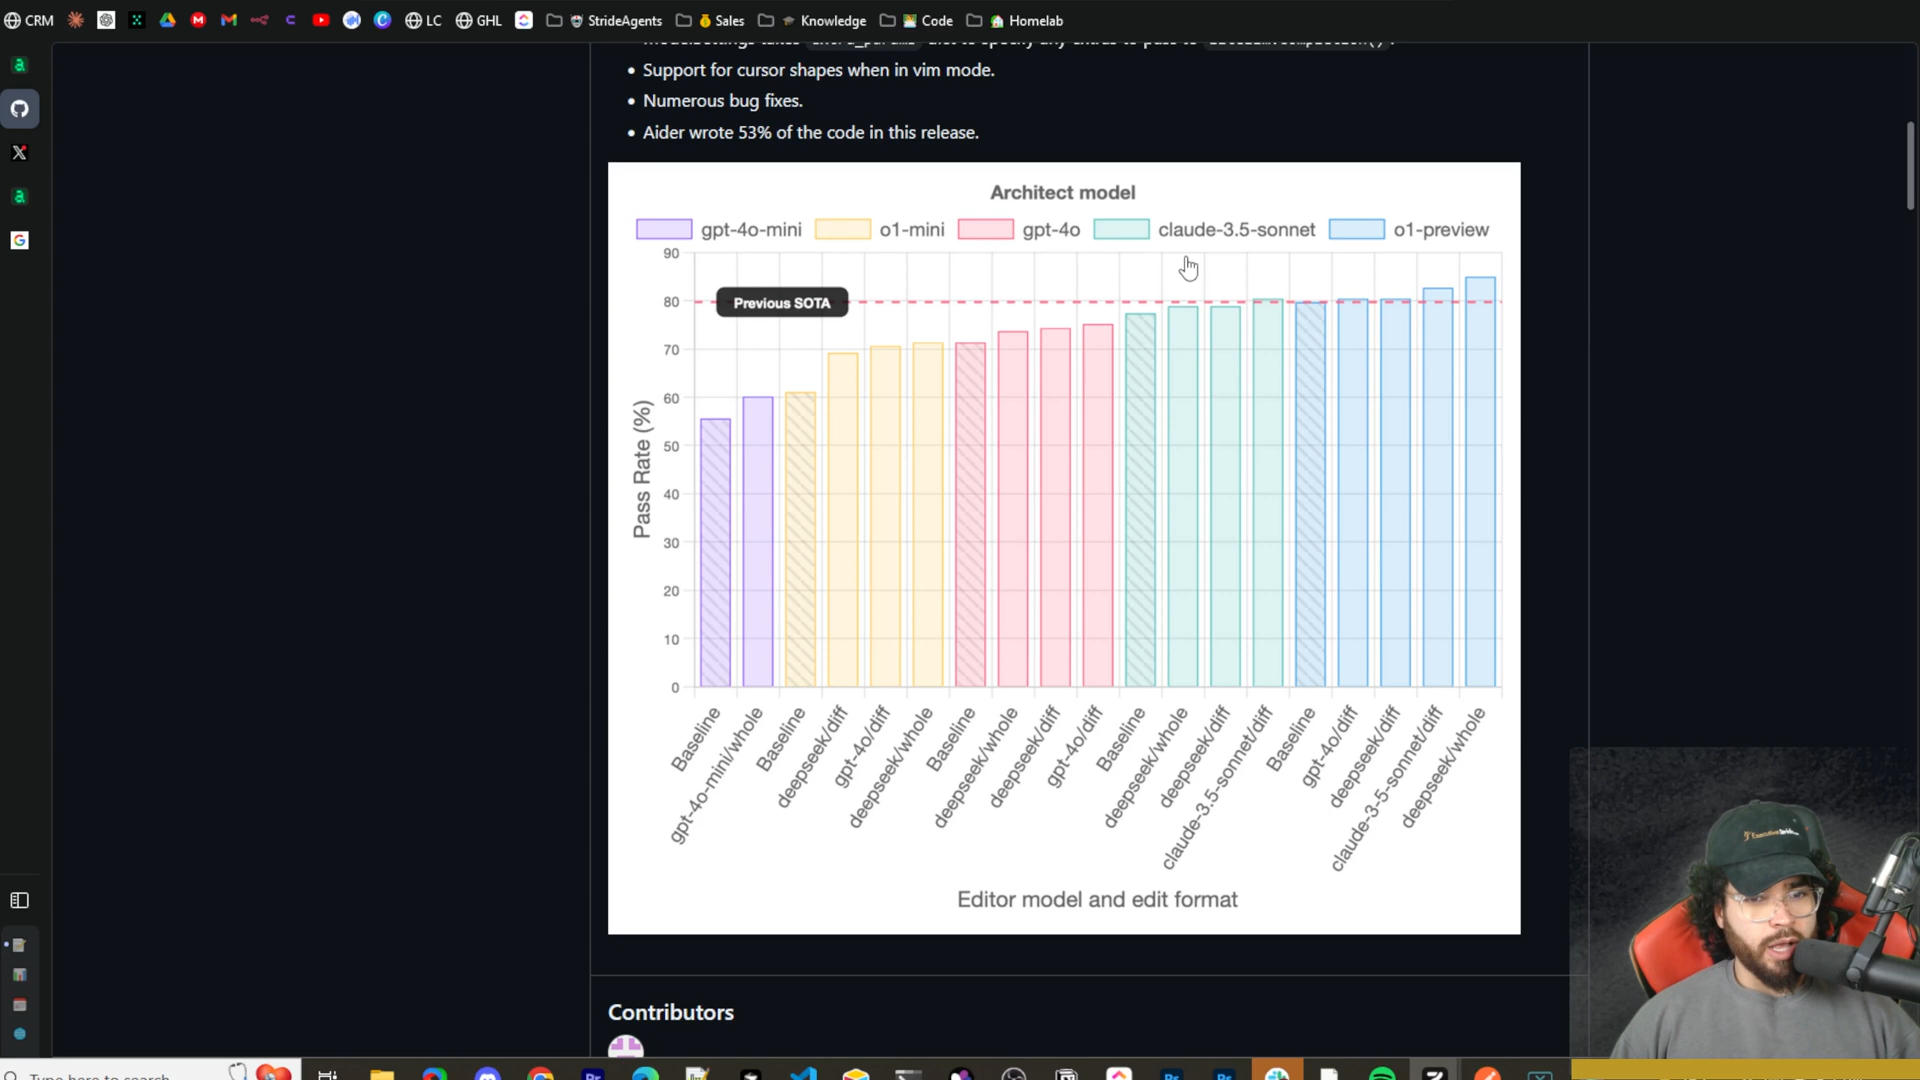 CRM LC GHL StrideAgents Sales Knowledge Code Homelab
Support for cursor shapes when in vim mode.
Numerous bug fixes.
Aider wrote 53% of the code in this release.
Architect model
gpt-4o-mini o1-mini gpt-4o claude-3.5-sonnet o1-preview
90
80
70
60
50
40
30
20
10
0
Previous SOTA
Pass Rate (%)
Baseline
gpt-4o-mini/whole
Baseline
deepseek/diff
gpt-4o/diff
deepseek/whole
Baseline
deepseek/whole
deepseek/diff
gpt-4o/diff
Baseline
deepseek/whole
deepseek/diff
claude-3.5-sonnet/diff
Baseline
gpt-4o/diff
deepseek/diff
claude-3-5-sonnet/diff
deepseek/whole
Editor model and edit format
Contributors
Type here to search